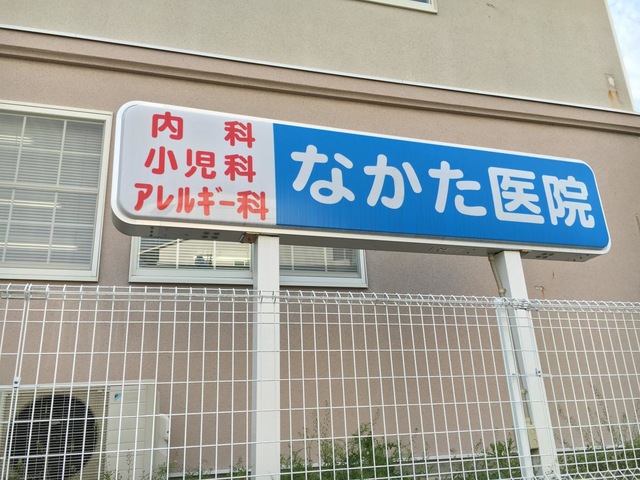 内科
小児科
アレルギー科
なかた医院